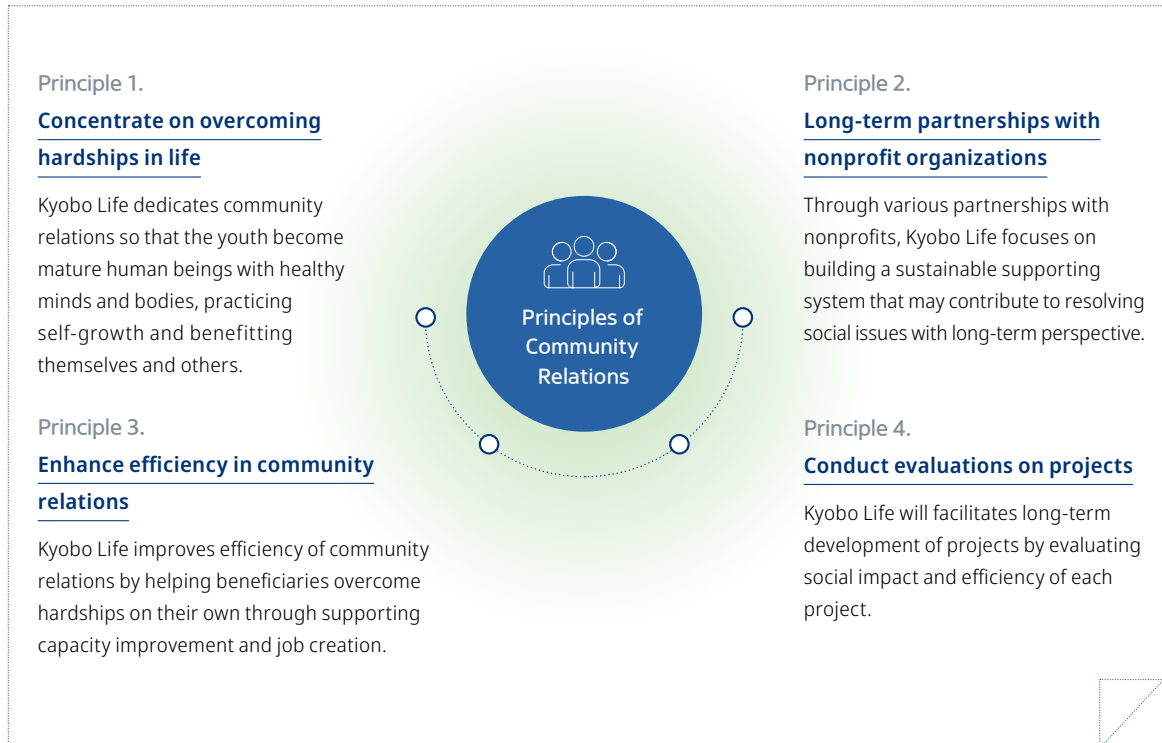 Principle 1.
Concentrate on overcoming
hardships in life
Kyobo Life dedicates community
relations so that the youth become
mature human beings with healthy
minds and bodies, practicing
self-growth and benefitting
themselves and others.
Principle 2.
Long-term partnerships with
nonprofit organizations
Through various partnerships with
nonprofits, Kyobo Life focuses on
building a sustainable supporting
system that may contribute to resolving
social issues with long-term perspective.
Principles of
Community
Relations
Principle 3.
Enhance efficiency in community
relations
Kyobo Life improves efficiency of community
relations by helping beneficiaries overcome
hardships on their own through supporting
capacity improvement and job creation.
Principle 4.
Conduct evaluations on projects
Kyobo Life will facilitates long-term
development of projects by evaluating
social impact and efficiency of each
project.